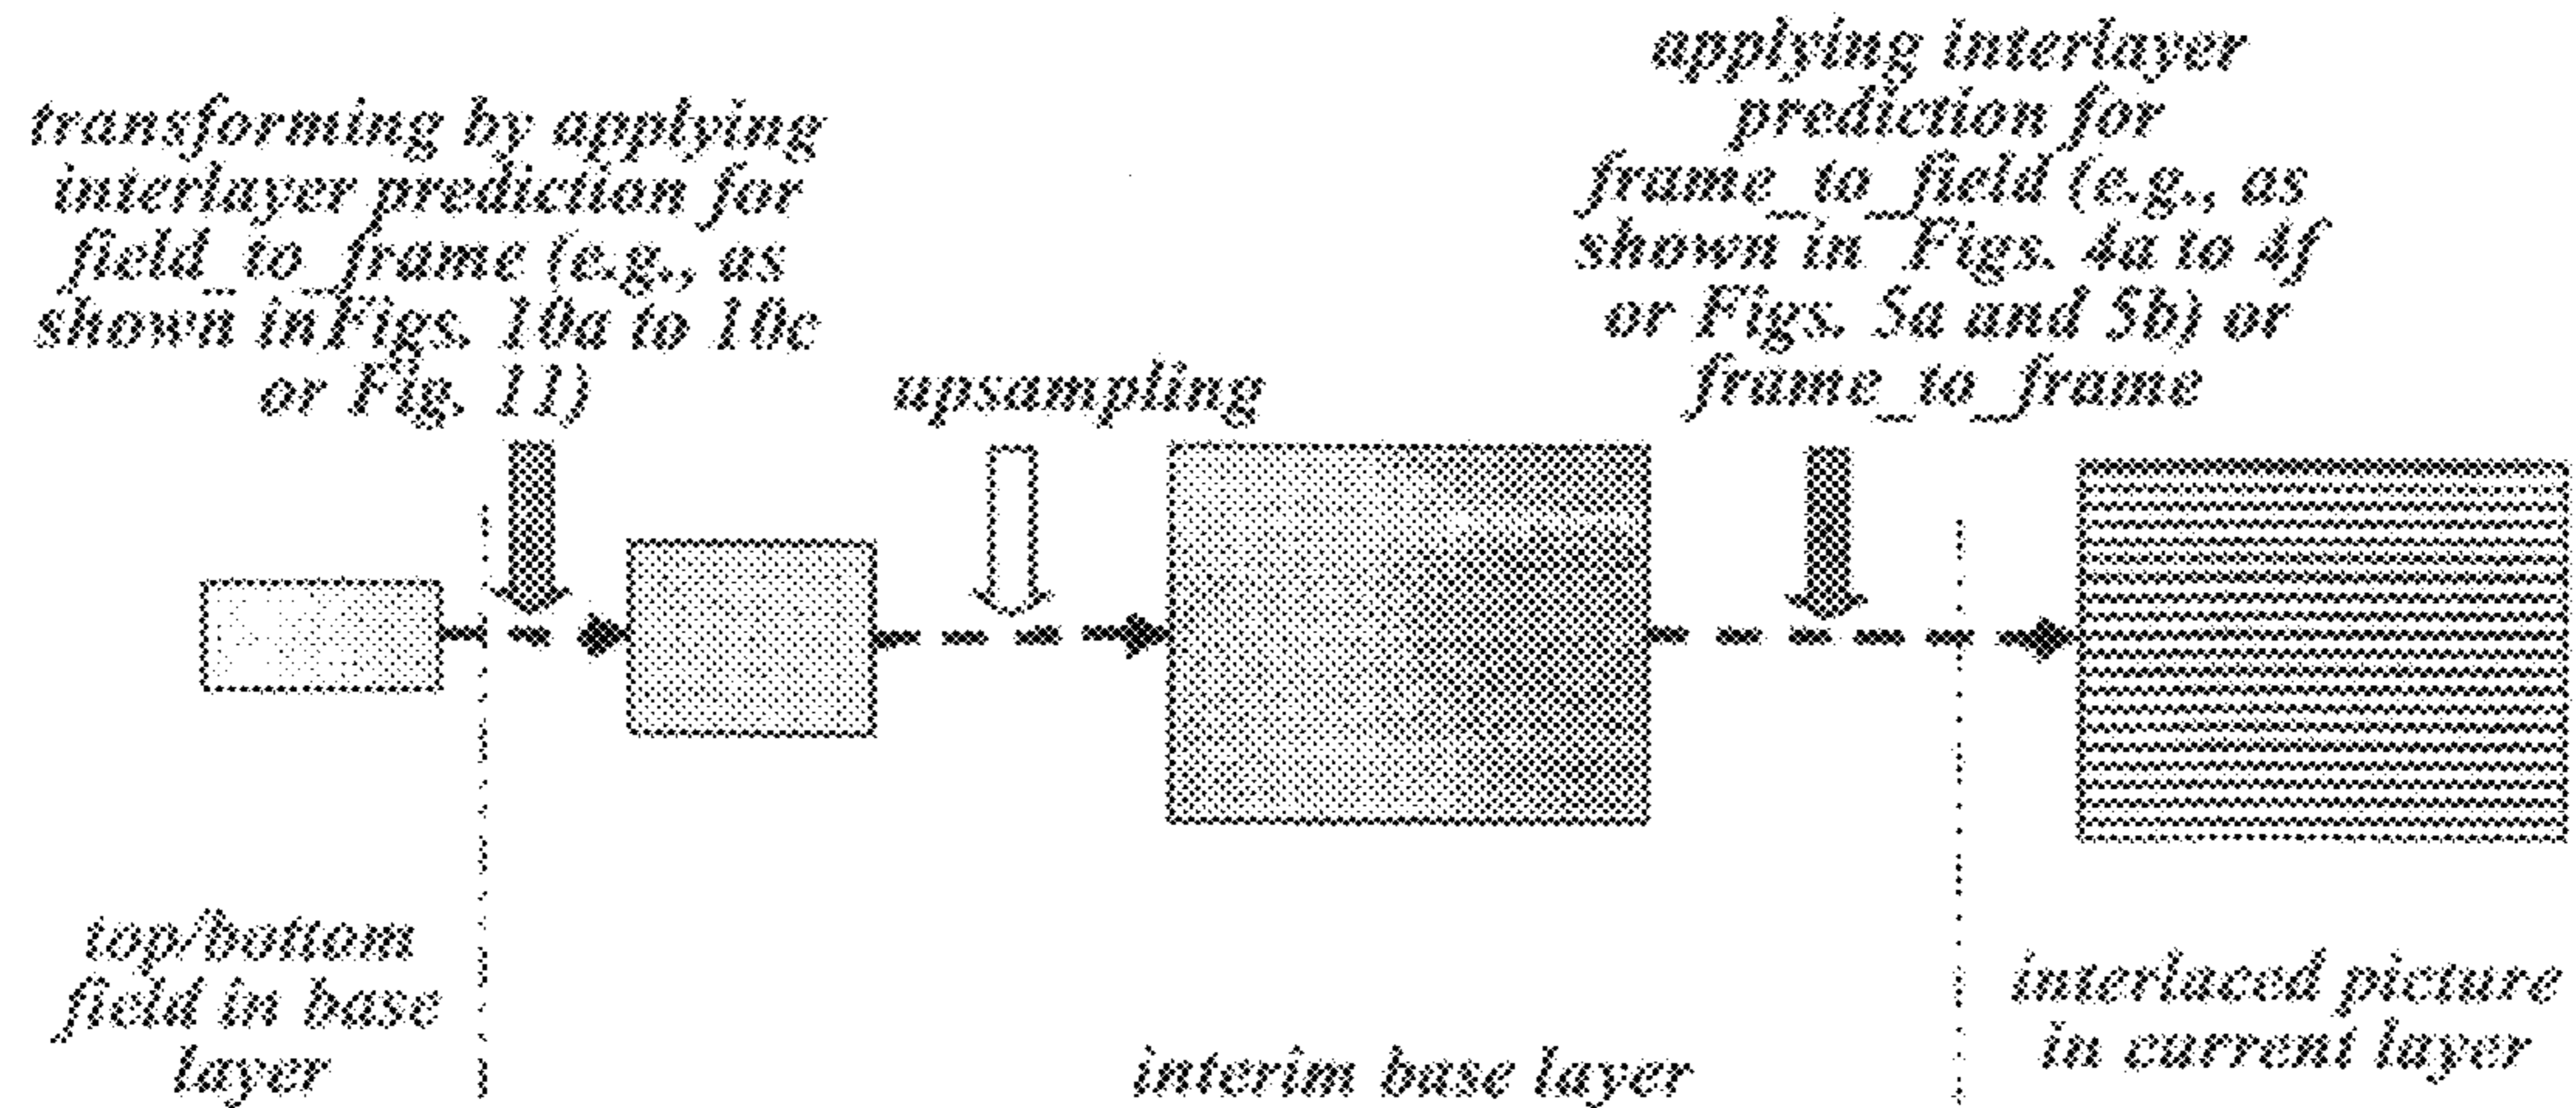 transforming by applying
interlayer prediction for
field_to_frame (e.g., as
shown inFigs. 10a to 10c
or Fig. 11)
upsampling
applying interlayer
prediction for
frame_to_field (e.g., as
shown in Figs. 4a to 4f
or Figs. 5a and 5b) or
frame_to_frame
top/bottom
field in base
layer
interim base layer
interlaced picture
in current layer